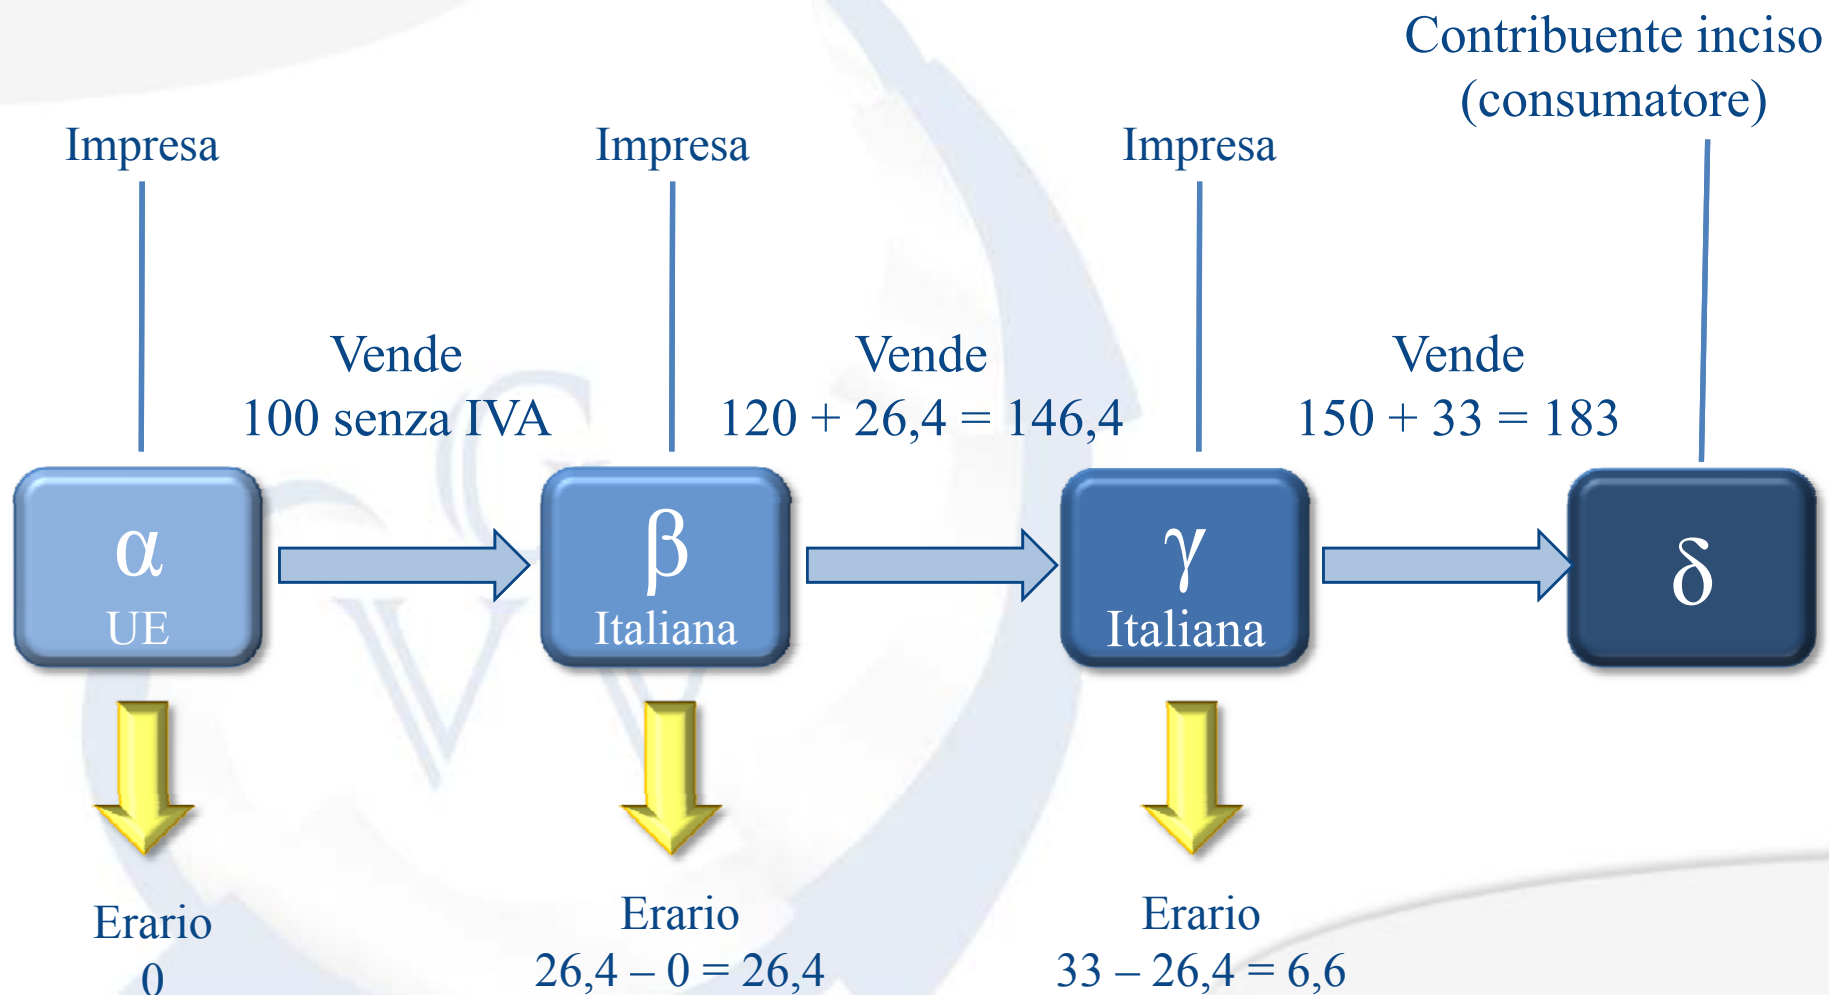 Contribuente inciso
(consumatore)
Impresa
Impresa
Impresa
Vende
100 senza IVA
Vende
120 + 26,4 = 146,4
Vende
150 + 33 = 183
α
UE
β
Italiana
γ
Italiana
δ
Erario
0
Erario
26,4 – 0 = 26,4
Erario
33 – 26,4 = 6,6